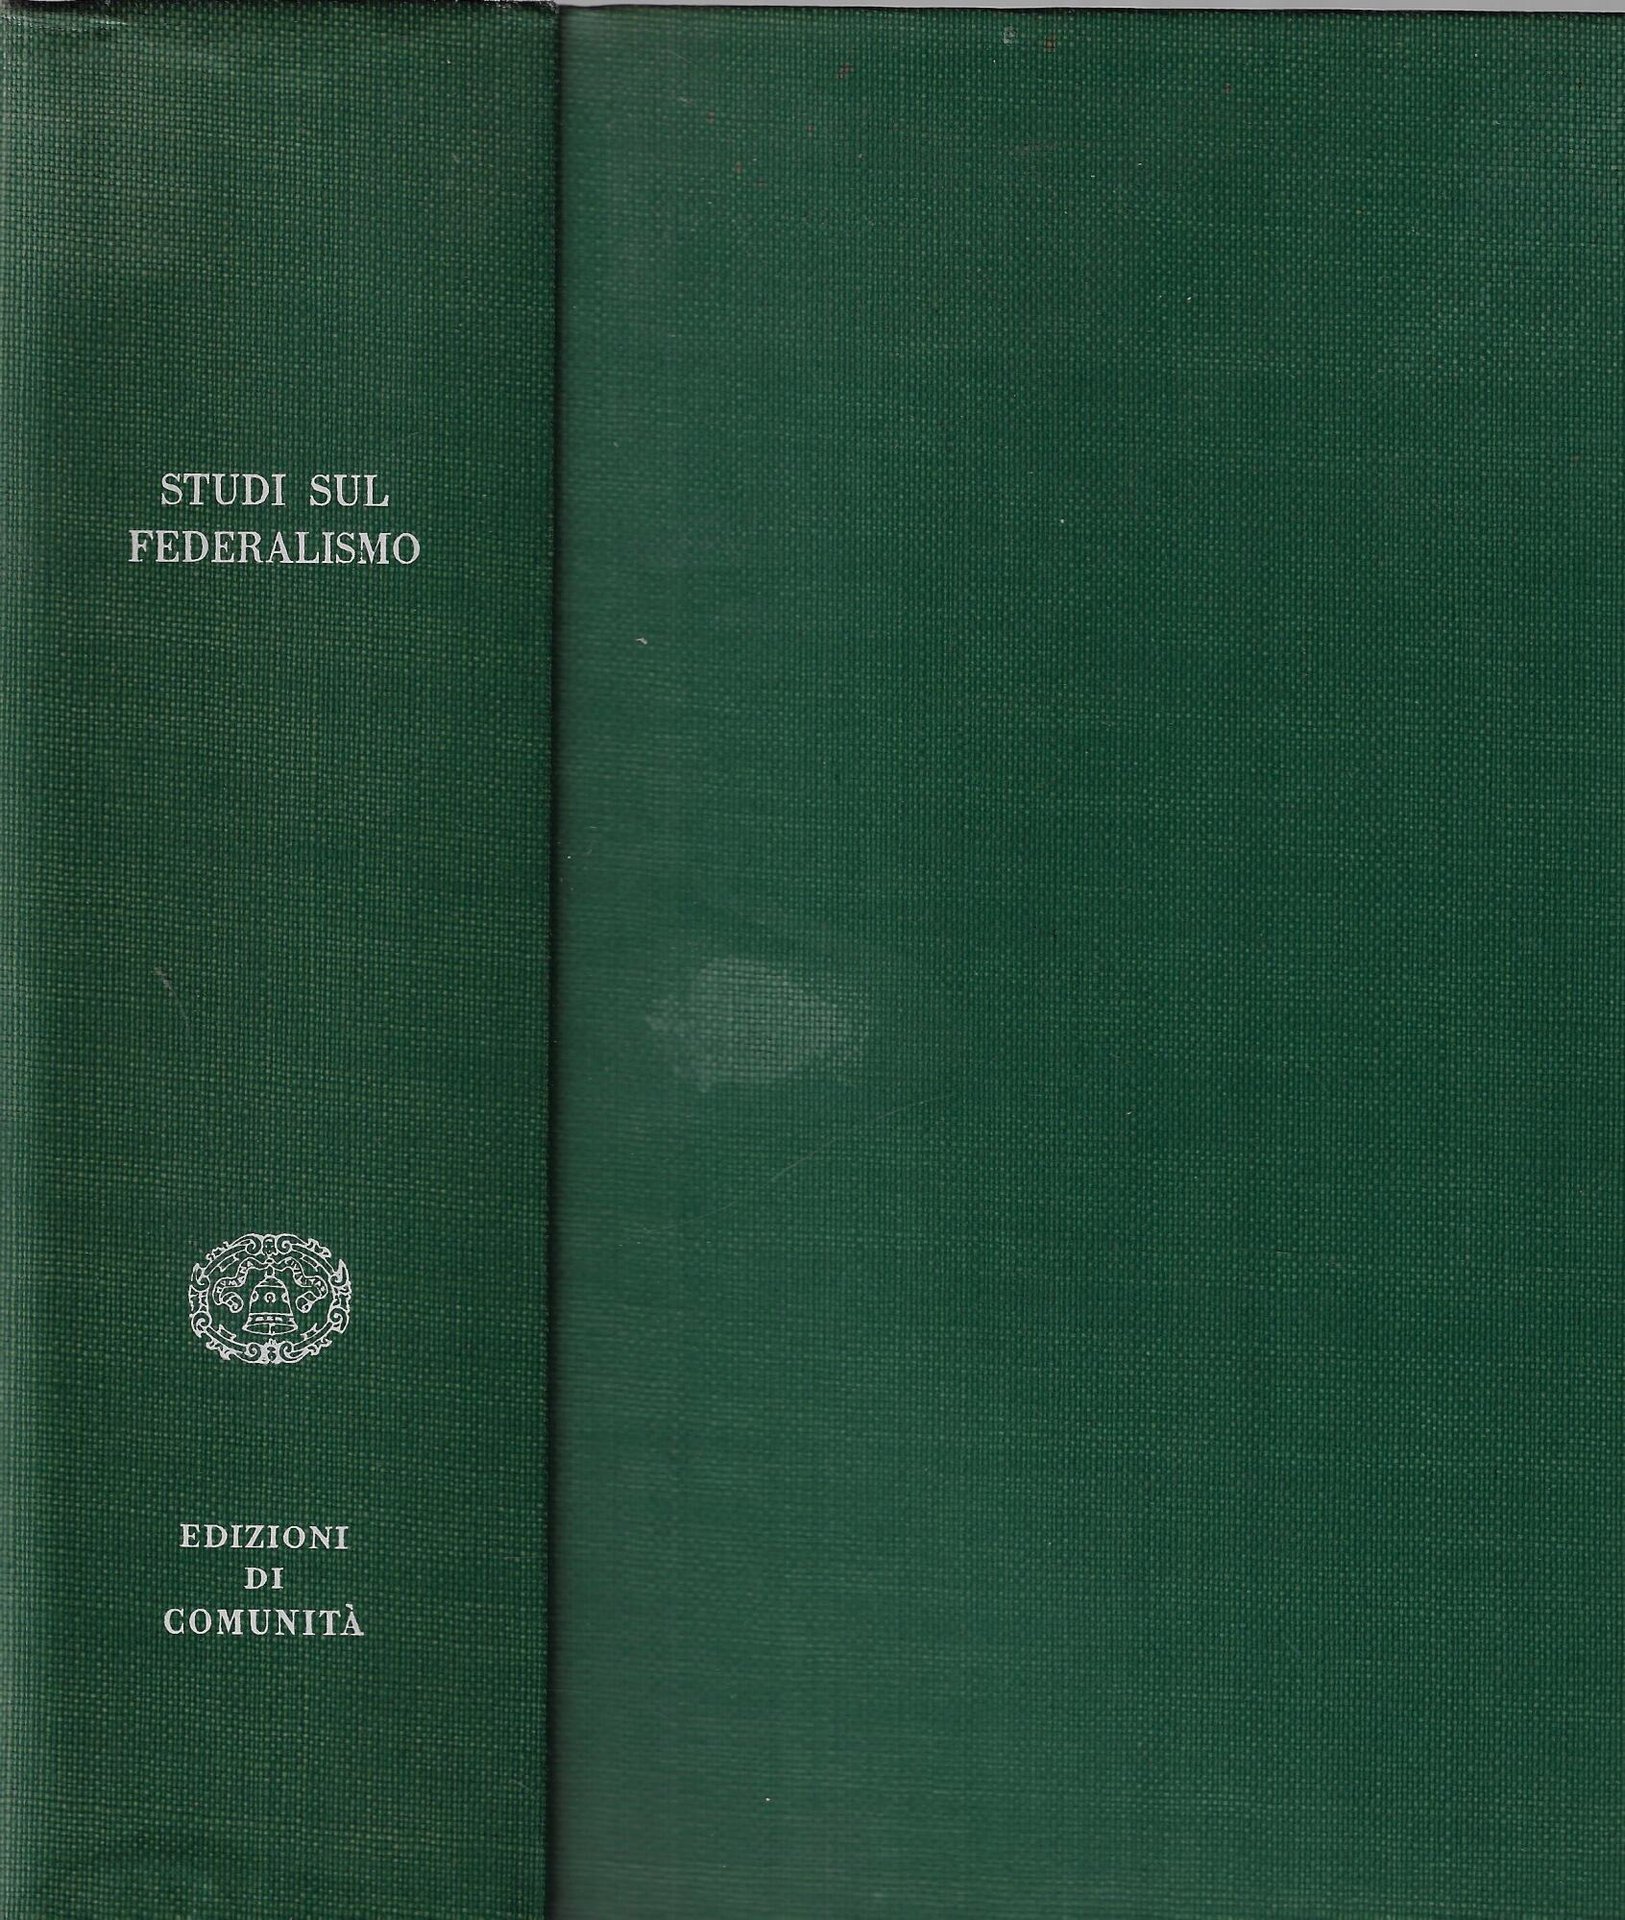 STUDI SUL
FEDERALISMO
EDIZIONI
DI
COMUNITÀ